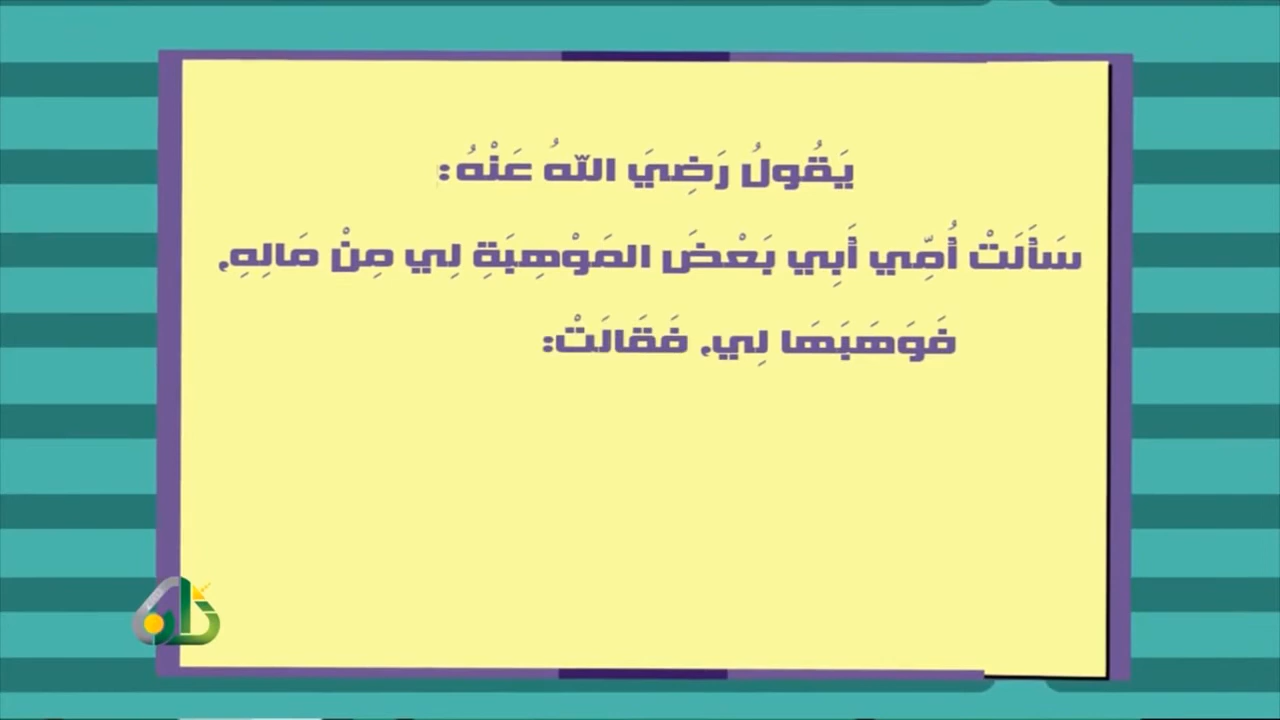 يَقُولُ رَضِيَ اللهُ عَنْهُ:
سَأَلَتْ أُمِّي أَبِي بَعْضَ المَوْهِبَةِ لِي مِنْ مَالِهِ،
فَوَهَبَهَا لِي، فَقَالَتْ: